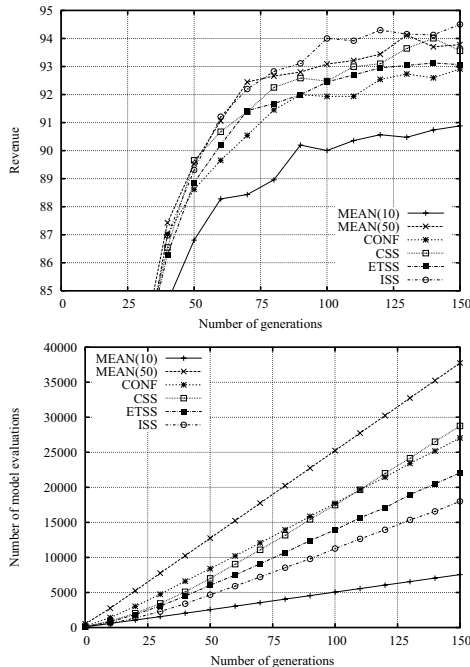 95
94
93
92
91
90
89
88
87
86
85
Revenue
MEAN(10)
MEAN(50)
CONF
CSS
ETSS
ISS
0 25 50 75 100 125 150
Number of generations
40000
35000
30000
25000
20000
15000
10000
5000
0
Number of model evaluations
MEAN(10)
MEAN(50)
CONF
CSS
ETSS
ISS
0 25 50 75 100 125 150
Number of generations